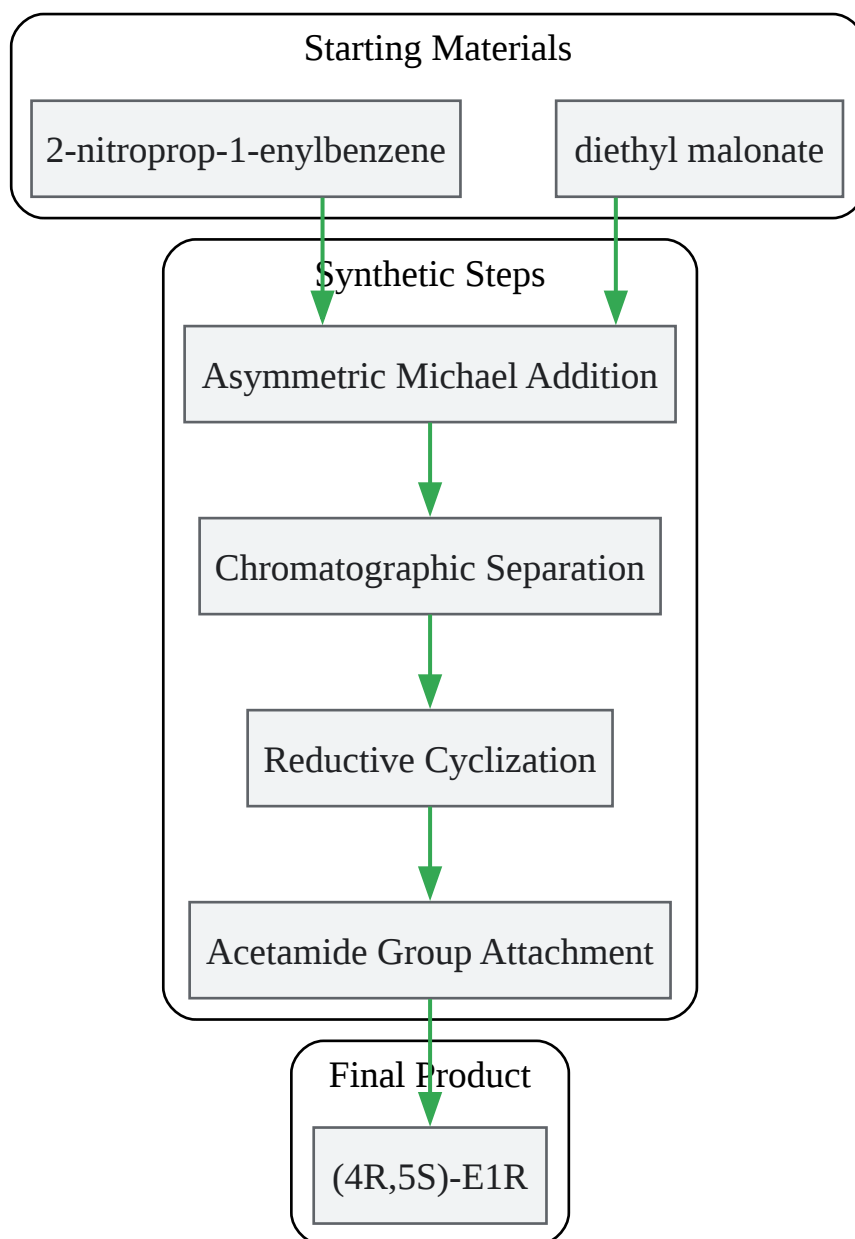 Starting Materials
2-nitroprop-1-enylbenzene
diethyl malonate
Synthetic Steps
Asymmetric Michael Addition
Chromatographic Separation
Reductive Cyclization
Acetamide Group Attachment
Final Product
(4R,5S)-E1R